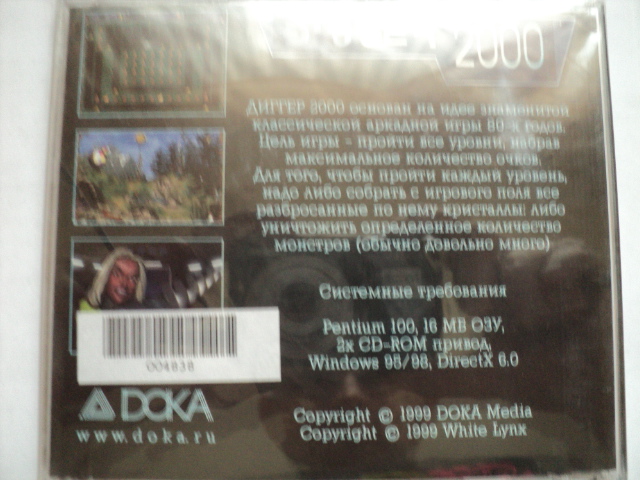 2000
ДИГГЕР 2000 основан на идее знаменитой
классической аркадной игры 80-х годов.
Цель игры - пройти все уровни, набрав
максимальное количество очков.
Для того, чтобы пройти каждый уровень,
надо либо собрать с игрового поля все
разбросанные по нему кристаллы: либо
уничтожить определенное количество
монстров (обычно довольно много)
Системные требования
Pentium 100, 16 МБ ОЗУ,
2x CD-ROM привод,
Windows 95/98, DirectX 6.0
004838
DOKA
www.doka.ru
Copyright © 1999 DOKA Media
Copyright © 1999 White Lynx